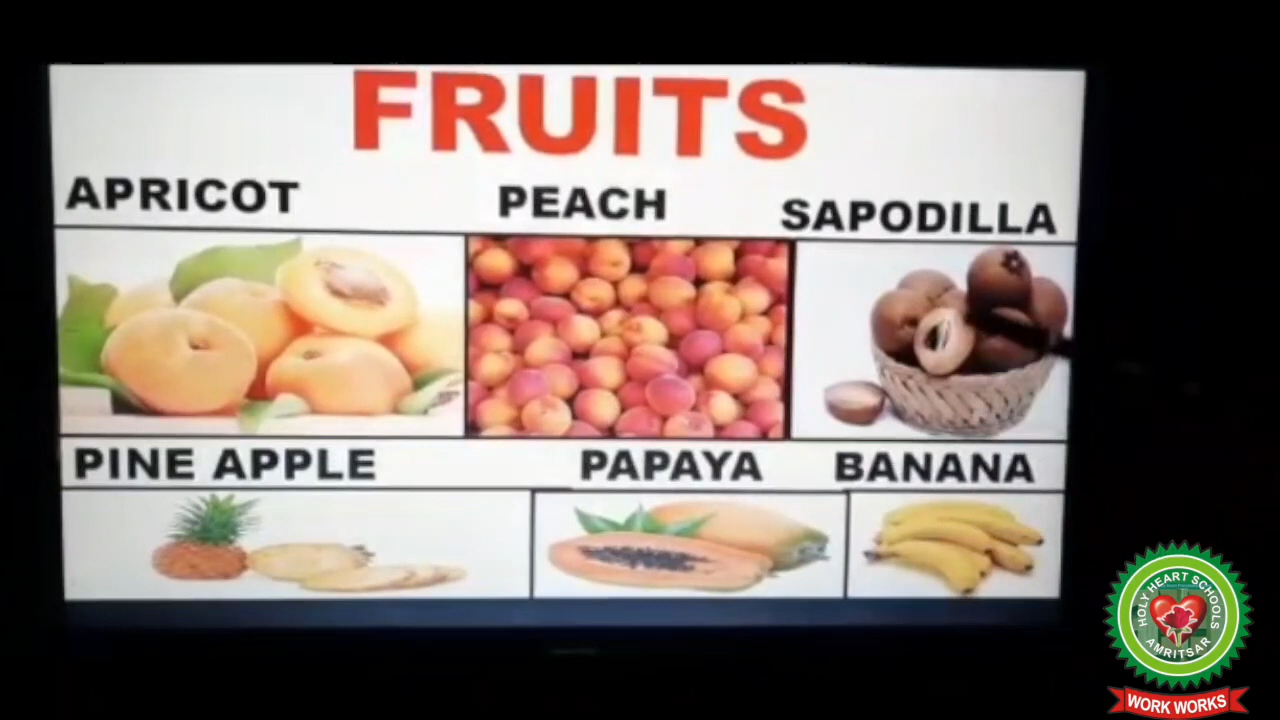 FRUITS
APRICOT PEACH SAPODILLA
PINE APPLE PAPAYA BANANA
HOLY HEART SCHOOLS
AMRITSAR
WORK WORKS